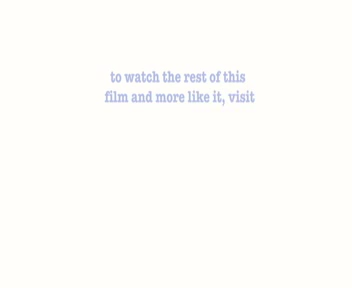 to watch the rest of this
film and more like it, visit